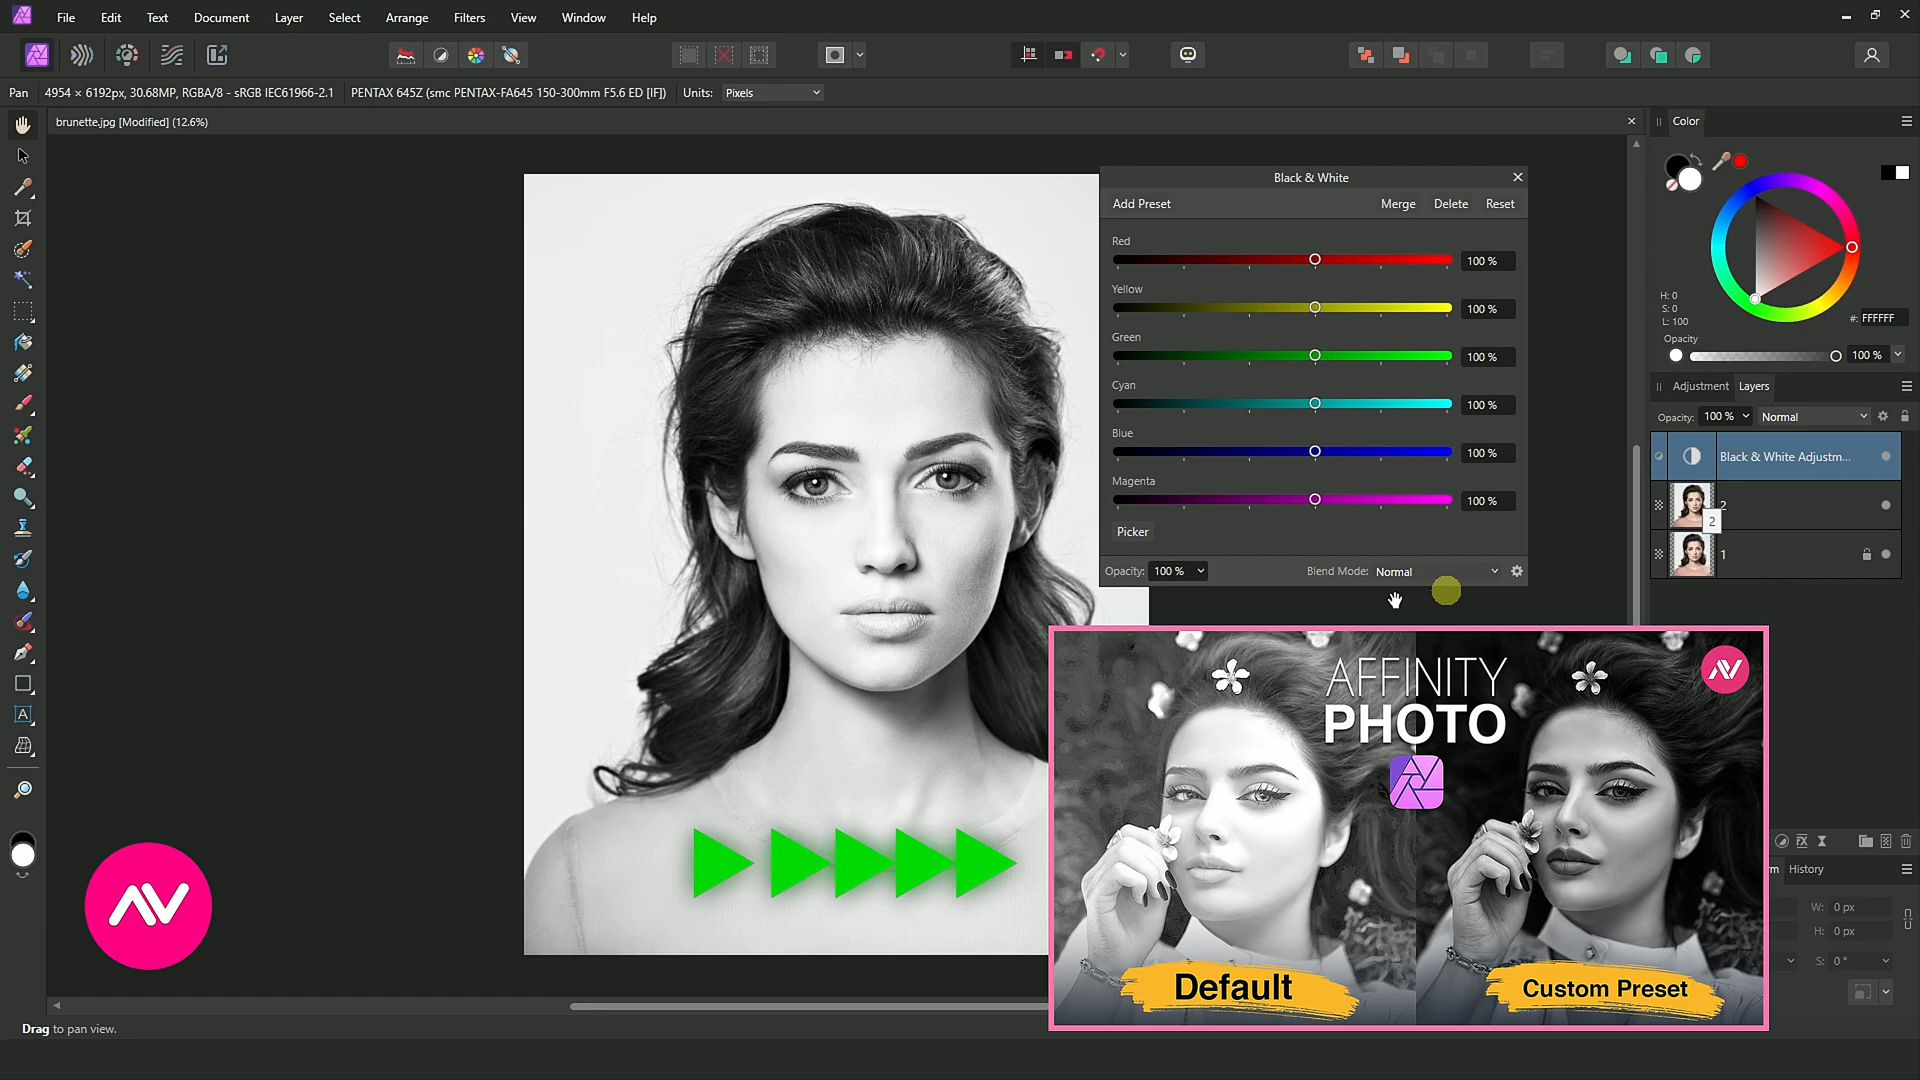 File Edit Text Document Layer Select Arrange Filters View Window Help
Pan 4954 × 6192px, 30.68MP, RGBA/8 - sRGB IEC61966-2.1 PENTAX 645Z (smc PENTAX-FA645 150-300mm F5.6 ED [IF]) Units: Pixels
brunette.jpg [Modified] (12.6%)
Color
H: 0
S: 0
L: 100
#: FFFFFF
Opacity
100 %
Adjustment Layers
Opacity: 100 % Normal
Black & White Adjustm...
2
2
1
Black & White
Add Preset Merge Delete Reset
Red
100 %
Yellow
100 %
Green
100 %
Cyan
100 %
Blue
100 %
Magenta
100 %
Picker
Opacity: 100 % Blend Mode: Normal
AFFINITY
PHOTO
Default
Custom Preset
AV
AV
FX
m History
W: 0 px
H: 0 px
S: 0 °
Drag to pan view.